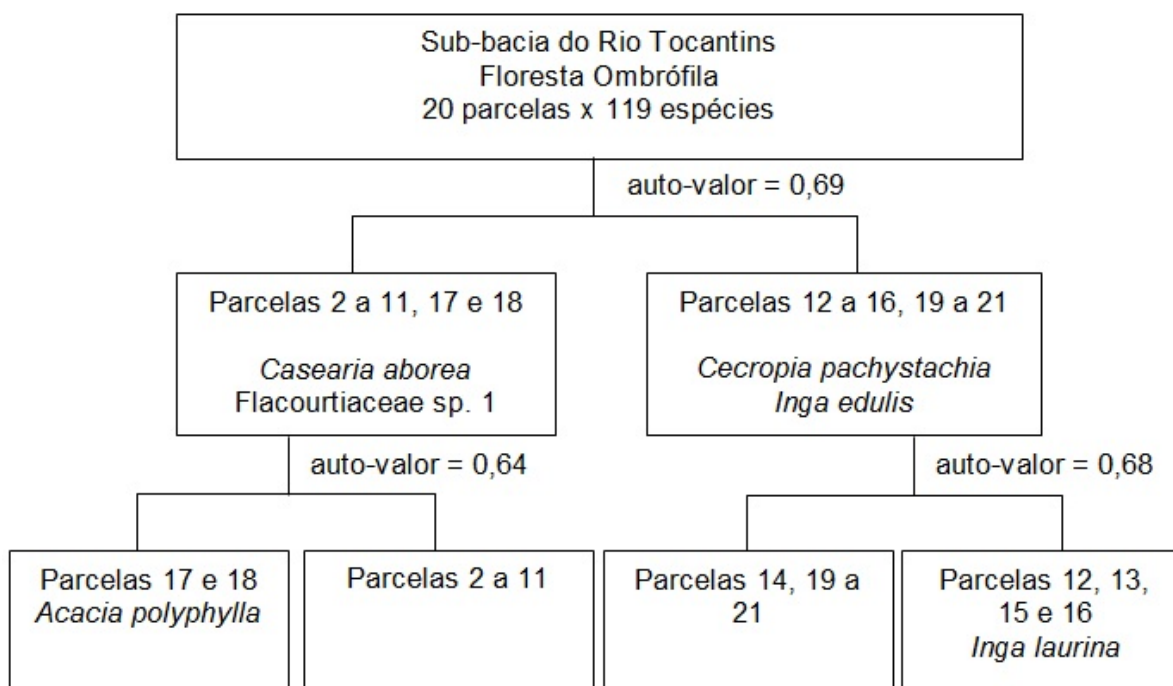 Sub-bacia do Rio Tocantins
Floresta Ombrófila
20 parcelas x 119 espécies
auto-valor = 0,69
Parcelas 2 a 11, 17 e 18
Casearia aborea
Flacourtiaceae sp. 1
Parcelas 12 a 16, 19 a 21
Cecropia pachystachia
Inga edulis
auto-valor = 0,64
auto-valor = 0,68
Parcelas 17 e 18
Acacia polyphylla
Parcelas 2 a 11
Parcelas 14, 19 a
21
Parcelas 12, 13,
15 e 16
Inga laurina